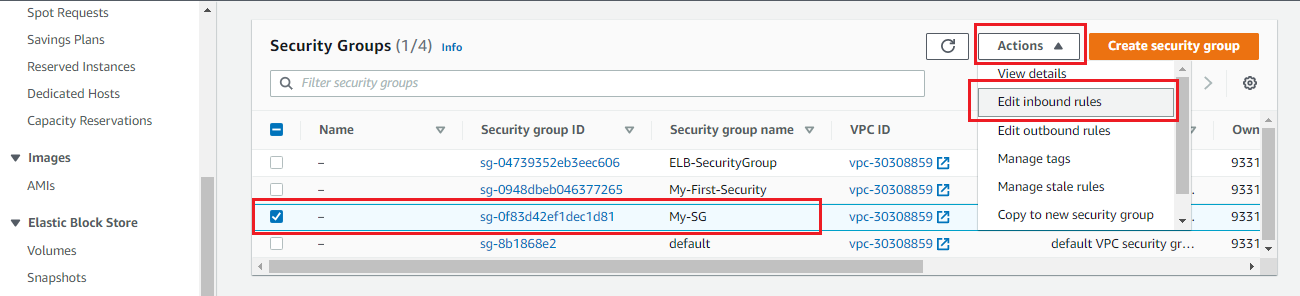 Spot Requests
Savings Plans
Reserved Instances
Dedicated Hosts
Capacity Reservations
Images
AMIs
Elastic Block Store
Volumes
Snapshots
Security Groups (1/4) Info
Actions
Create security group
Filter security groups
View details
Edit inbound rules
Edit outbound rules
Manage tags
Manage stale rules
Copy to new security group
Name Security group ID Security group name VPC ID Own
– sg-04739352eb3eec606 ELB-SecurityGroup vpc-30308859 9331
– sg-0948dbeb046377265 My-First-Security vpc-30308859 9331
– sg-0f83d42ef1dec1d81 My-SG vpc-30308859 9331
– sg-8b1868e2 default vpc-30308859 default VPC security gr... 9331